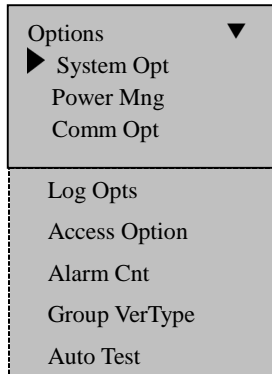 Options
System Opt
Power Mng
Comm Opt
Log Opts
Access Option
Alarm Cnt
Group VerType
Auto Test